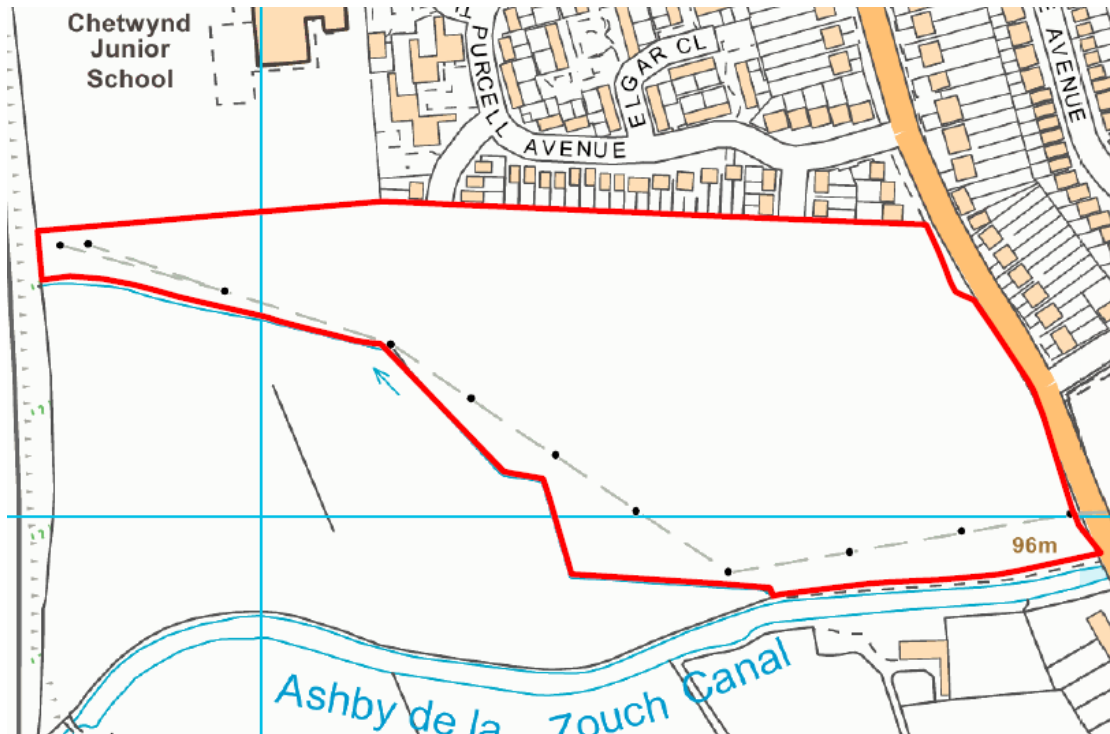 Chetwynd
Junior
School
PURCELL
AVENUE
ELGAR CL
AVENUE
96m
Ashby de la Zouch Canal